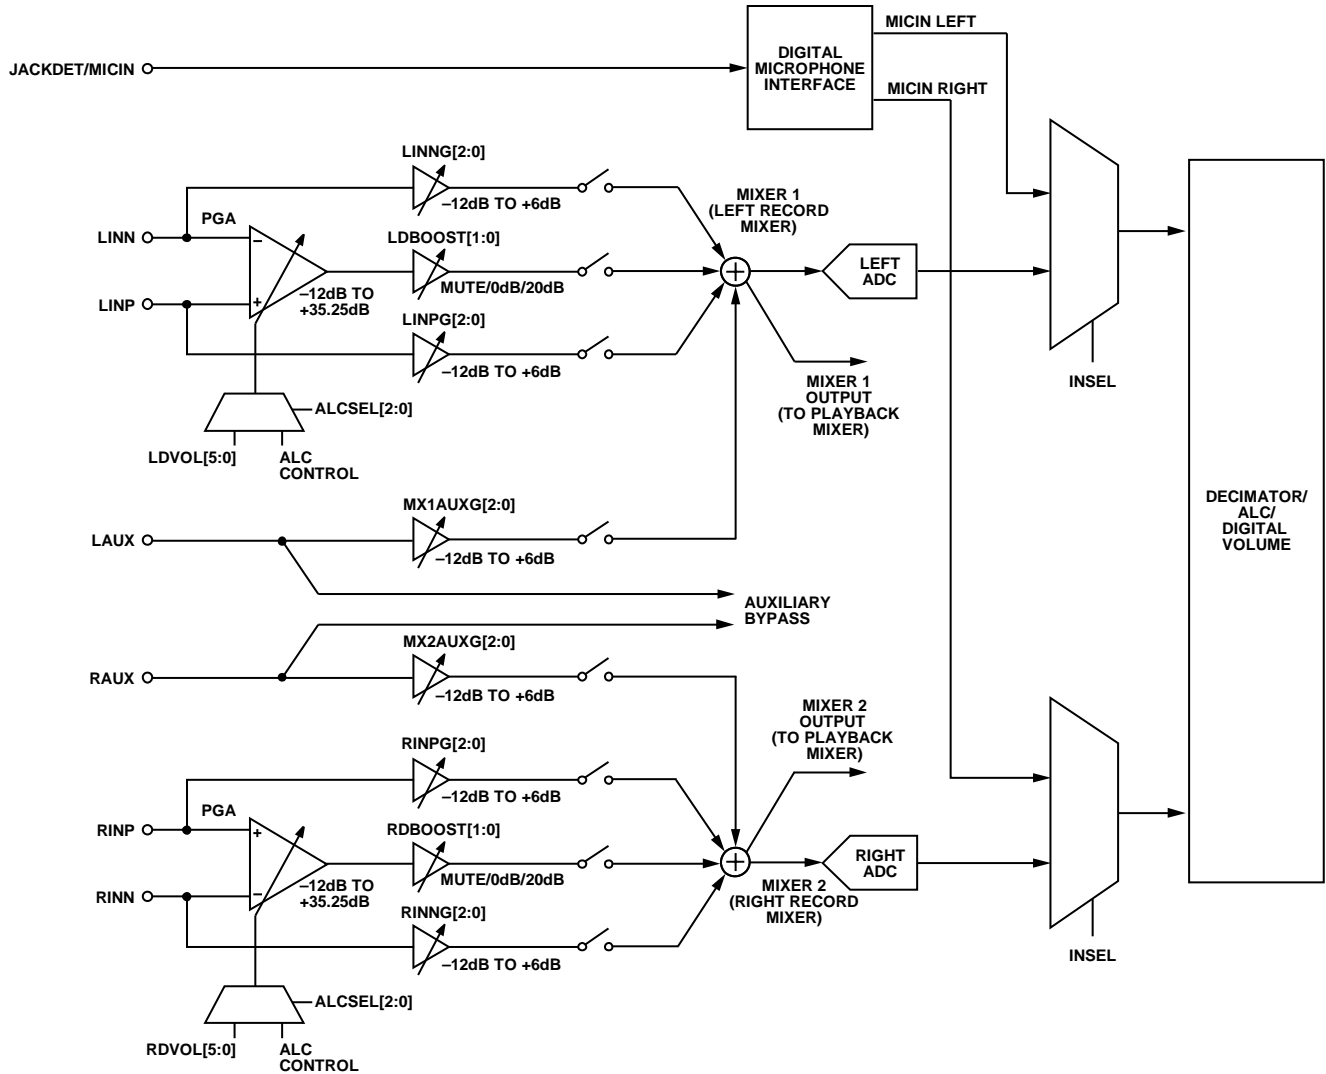 MICIN LEFT
JACKDET/MICIN
DIGITAL
MICROPHONE
INTERFACE
MICIN RIGHT
LINNG[2:0]
–12dB TO +6dB
MIXER 1
(LEFT RECORD
MIXER)
PGA
LINN
LDBOOST[1:0]
–
LEFT
ADC
MUTE/0dB/20dB
LINP
+
–12dB TO
+35.25dB
LINPG[2:0]
–12dB TO +6dB
INSEL
MIXER 1
OUTPUT
(TO PLAYBACK
MIXER)
ALCSEL[2:0]
LDVOL[5:0]
ALC
CONTROL
MX1AUXG[2:0]
LAUX
–12dB TO +6dB
DECIMATOR/
ALC/
DIGITAL
VOLUME
AUXILIARY
BYPASS
MX2AUXG[2:0]
RAUX
–12dB TO +6dB
MIXER 2
OUTPUT
(TO PLAYBACK
MIXER)
RINPG[2:0]
–12dB TO +6dB
PGA
RINP
+
RDBOOST[1:0]
RIGHT
ADC
MUTE/0dB/20dB
–12dB TO
+35.25dB
RINN
–
MIXER 2
(RIGHT RECORD
MIXER)
RINNG[2:0]
–12dB TO +6dB
INSEL
ALCSEL[2:0]
RDVOL[5:0]
ALC
CONTROL